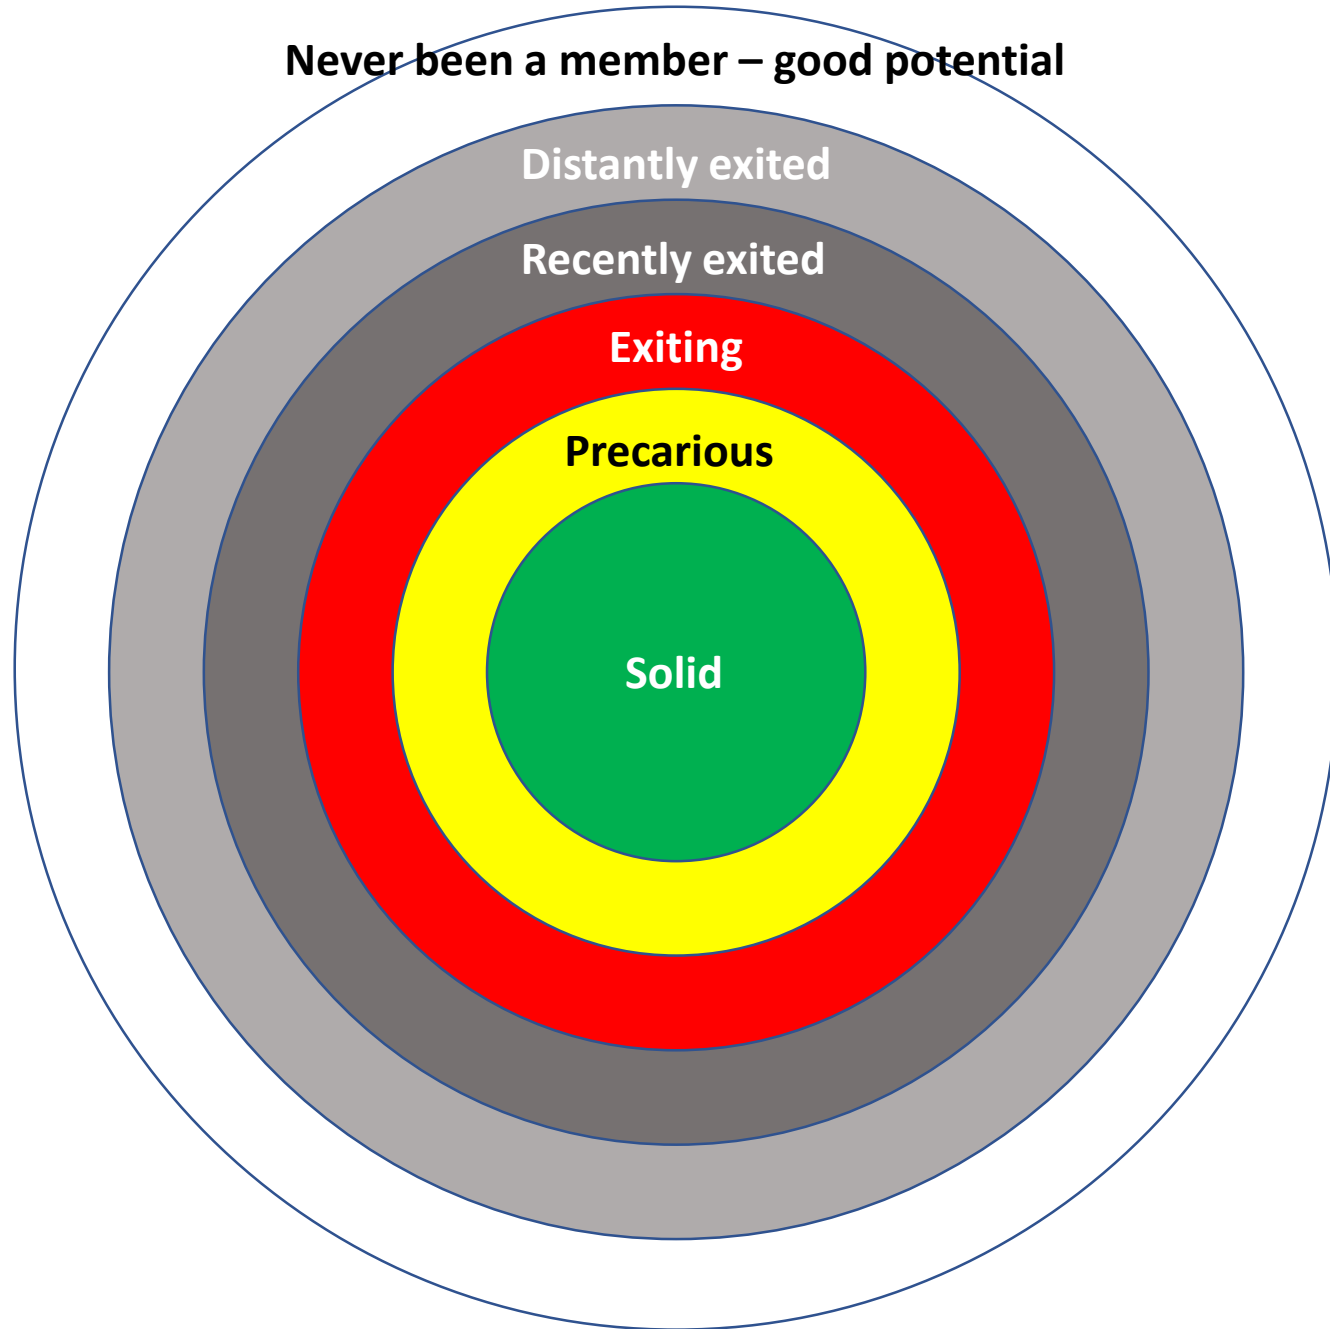 Never been a member – good potential
Distantly exited
Recently exited
Exiting
Precarious
Solid